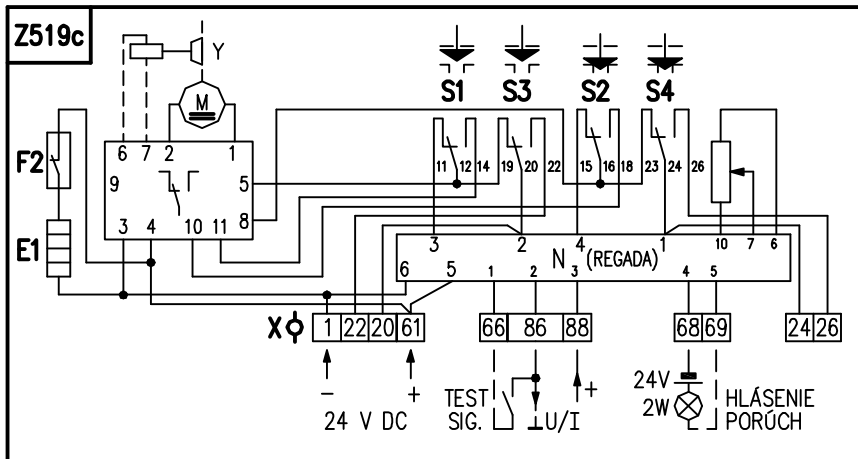 Z519c
Y
S1 S3 S2 S4
M
F2
6 7 2 1
11 12 14 19 20 22 15 16 18 23 24 26
9 5
8
3 4 10 11
E1
3 2 4 1 10 7 6
N (REGADA)
6 5 1 2 3 4 5
X 1 22 20 61 66 86 88 68 69 24 26
− + +
24 V DC
TEST SIG.
U/I
24V
2W
HLÁSENIE
PORÚCH